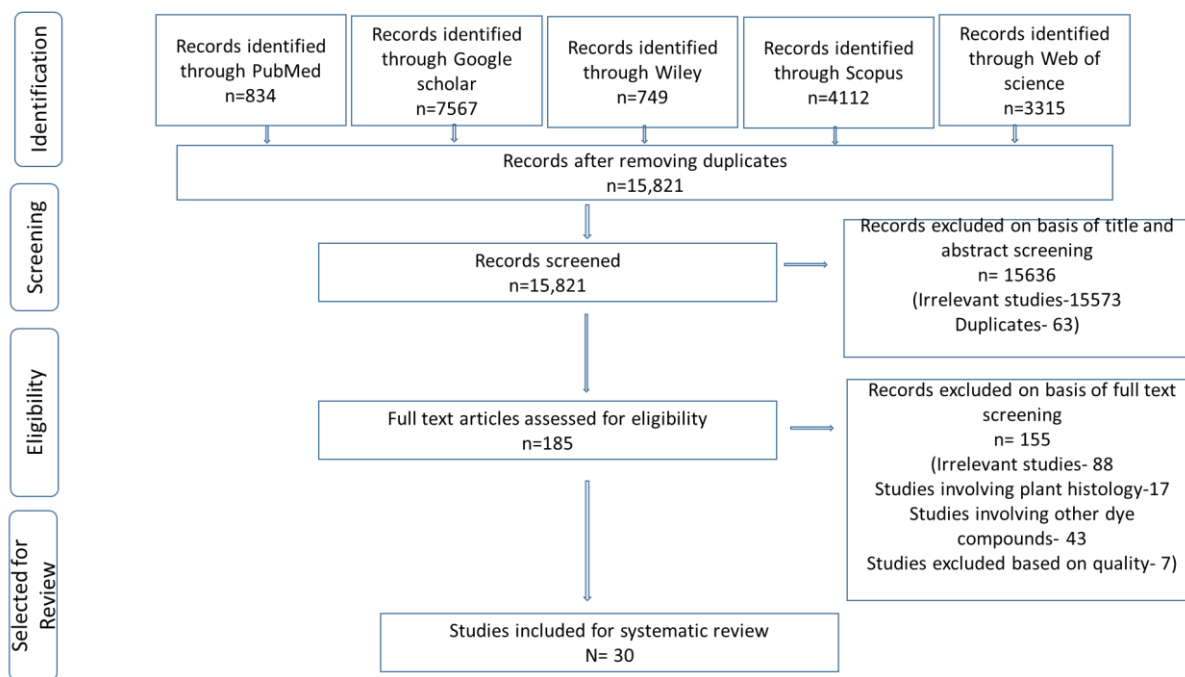 Identification
Records identified
through PubMed
n=834
Records identified
through Google
scholar
n=7567
Records identified
through Wiley
n=749
Records identified
through Scopus
n=4112
Records identified
through Web of
science
n=3315
Records after removing duplicates
n=15,821
Screening
Records screened
n=15,821
Records excluded on basis of title and
abstract screening
n= 15636
(Irrelevant studies-15573
Duplicates- 63)
Eligibility
Full text articles assessed for eligibility
n=185
Records excluded on basis of full text
screening
n= 155
(Irrelevant studies- 88
Studies involving plant histology-17
Studies involving other dye
compounds- 43
Studies excluded based on quality- 7)
Selected for
Review
Studies included for systematic review
N= 30